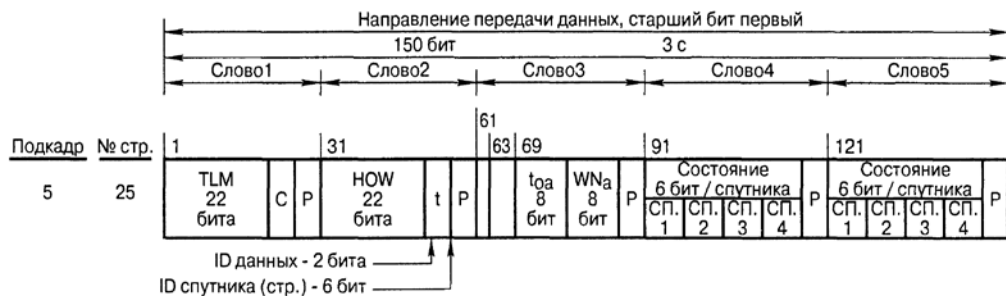 Направление передачи данных, старший бит первый
150 бит 3 с
Слово1 Слово2 Слово3 Слово4 Слово5
61
Подкадр № стр. 1 31 63 69 91 121
5 25
TLM 22 бита C P
HOW 22 бита t P
tоа 8 бит WNа 8 бит P
Состояние 6 бит / спутника P
СП. 1 СП. 2 СП. 3 СП. 4
Состояние 6 бит / спутника P
СП. 1 СП. 2 СП. 3 СП. 4
ID данных - 2 бита
ID спутника (стр.) - 6 бит